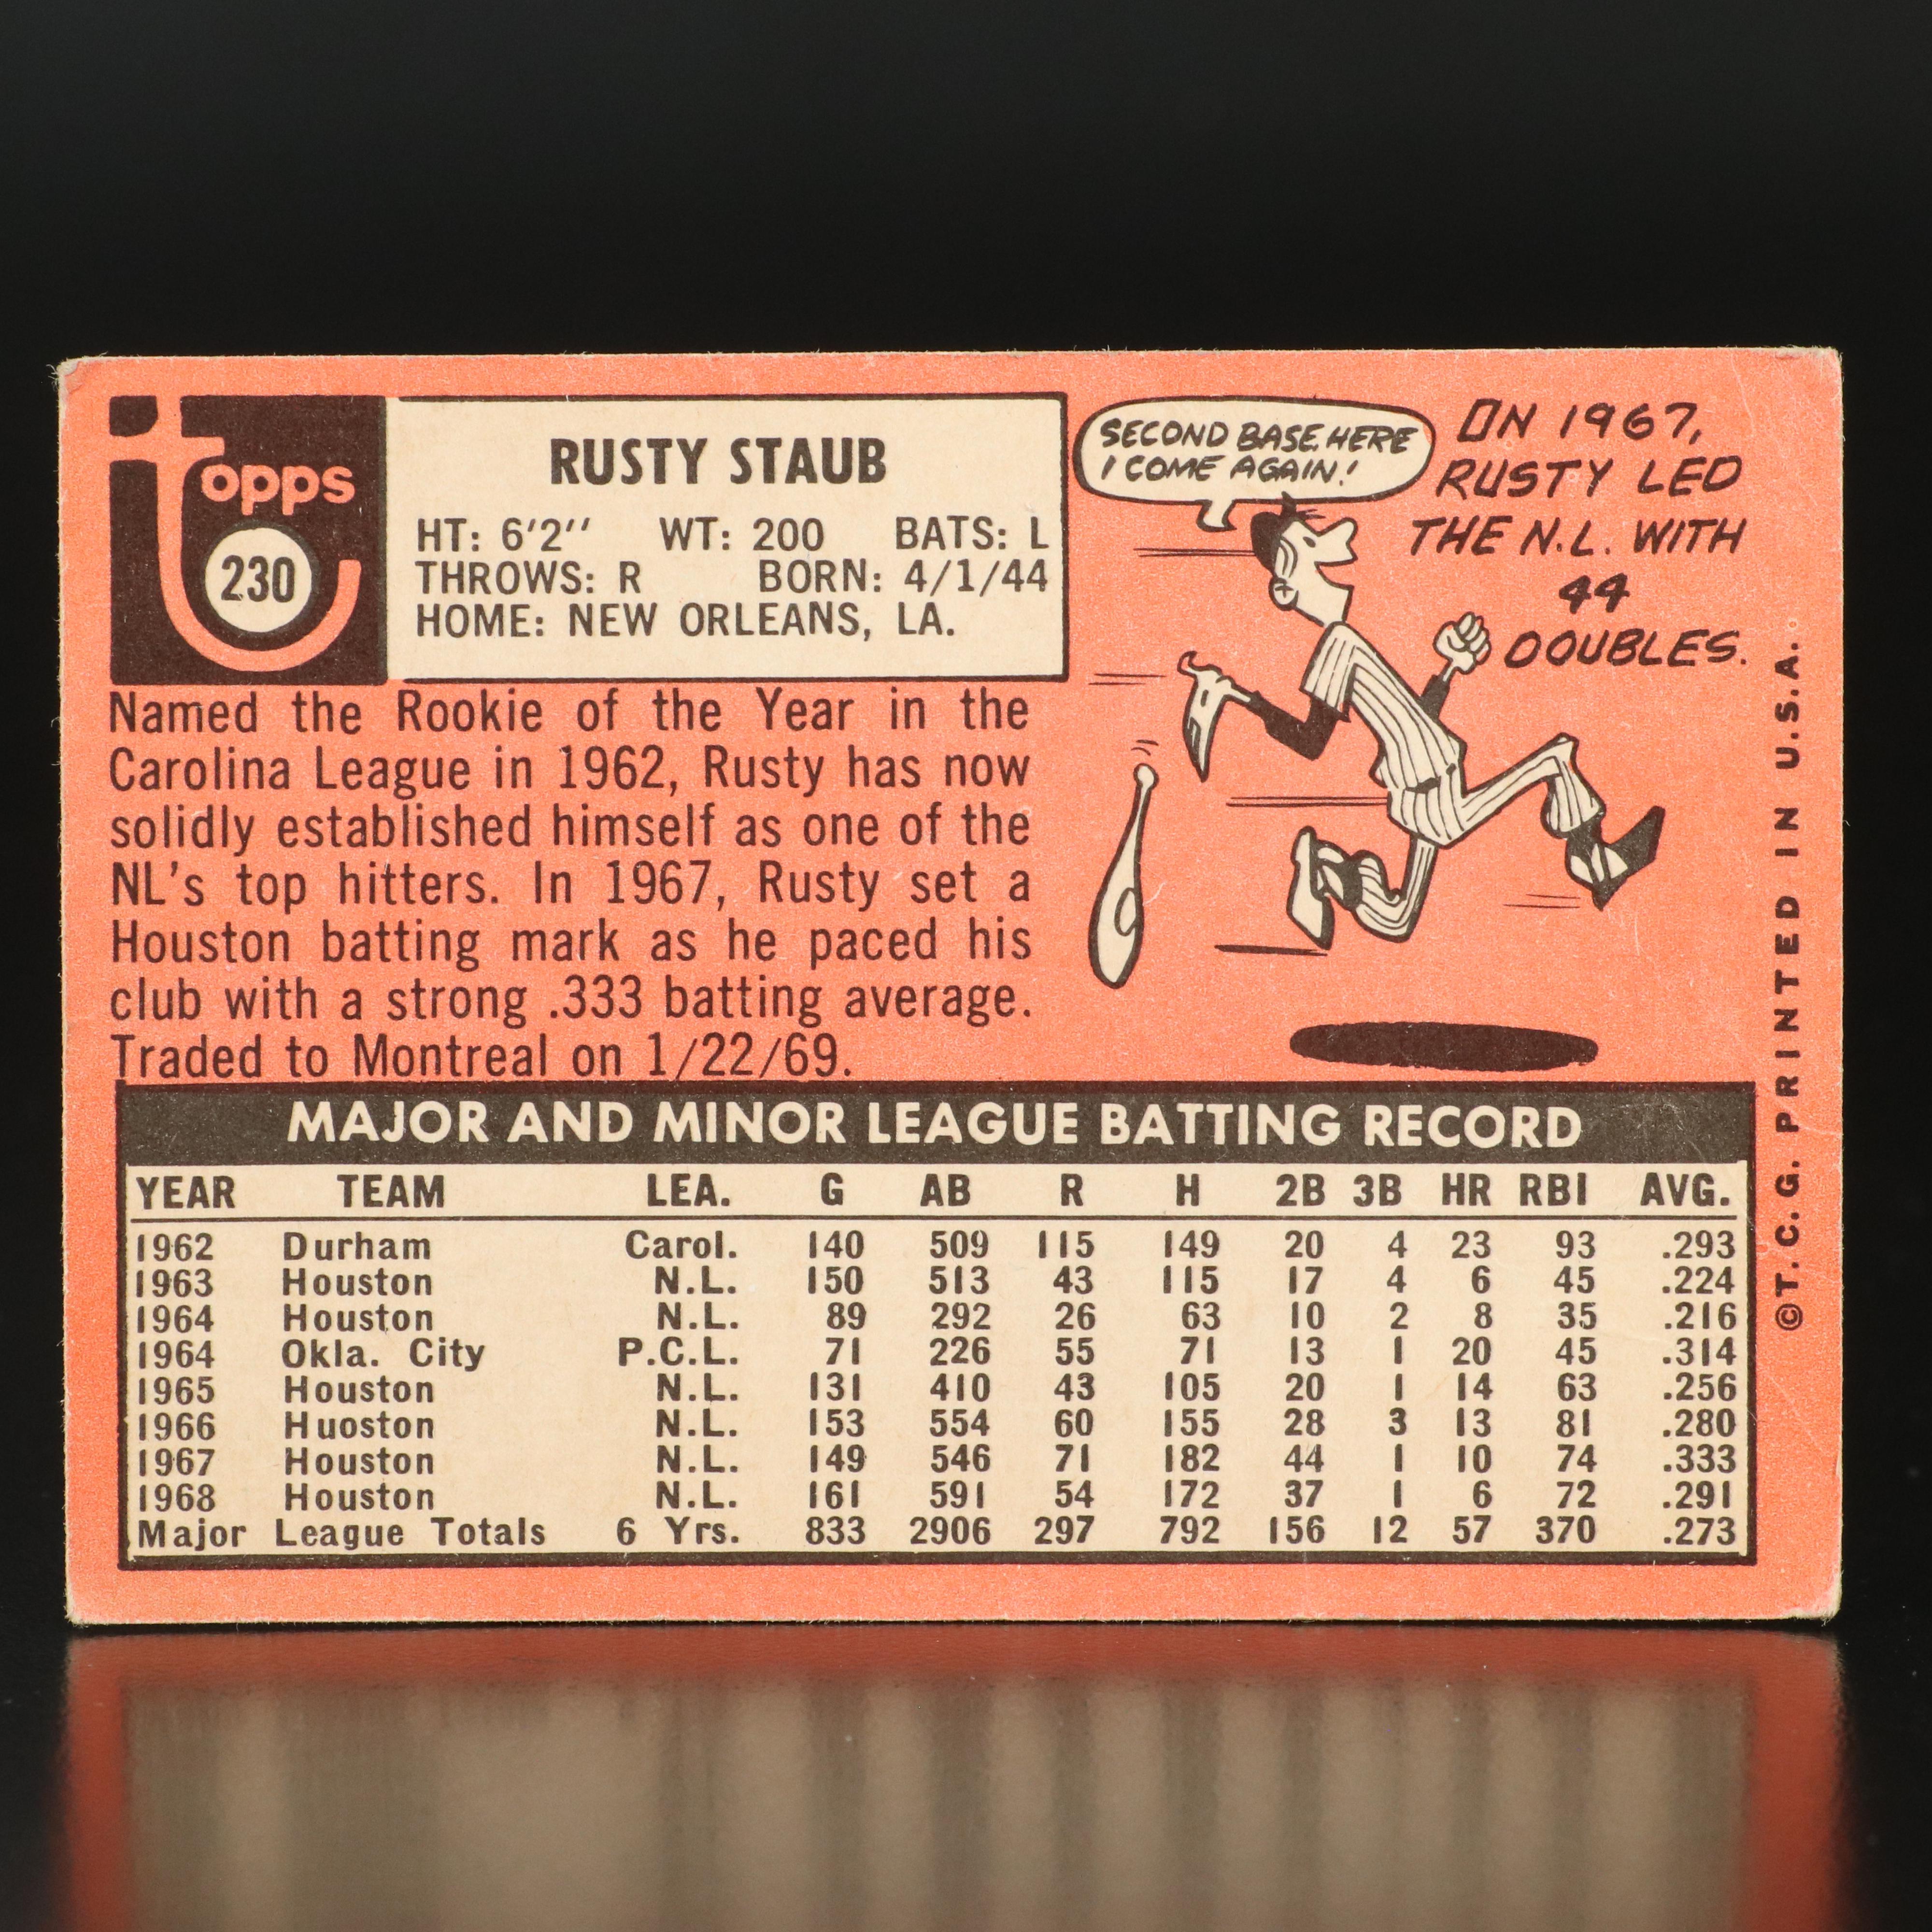 topps
230
RUSTY STAUB
HT: 6'2'' WT: 200 BATS: L
THROWS: R BORN: 4/1/44
HOME: NEW ORLEANS, LA.
SECOND BASE, HERE
I COME AGAIN!
IN 1967,
RUSTY LED
THE N.L. WITH
44
DOUBLES.
Named the Rookie of the Year in the
Carolina League in 1962, Rusty has now
solidly established himself as one of the
NL's top hitters. In 1967, Rusty set a
Houston batting mark as he paced his
club with a strong .333 batting average.
Traded to Montreal on 1/22/69.
MAJOR AND MINOR LEAGUE BATTING RECORD
YEAR TEAM LEA. G AB R H 2B 3B HR RBI AVG.
1962 Durham Carol. 140 509 115 149 20 4 23 93 .293
1963 Houston N.L. 150 513 43 115 17 4 6 45 .224
1964 Houston N.L. 89 292 26 63 10 2 8 35 .216
1964 Okla. City P.C.L. 71 226 55 71 13 1 20 45 .314
1965 Houston N.L. 131 410 43 105 20 1 14 63 .256
1966 Huoston N.L. 153 554 60 155 28 3 13 81 .280
1967 Houston N.L. 149 546 71 182 44 1 10 74 .333
1968 Houston N.L. 161 591 54 172 37 1 6 72 .291
Major League Totals 6 Yrs. 833 2906 297 792 156 12 57 370 .273
©T. C. G. PRINTED IN U.S.A.